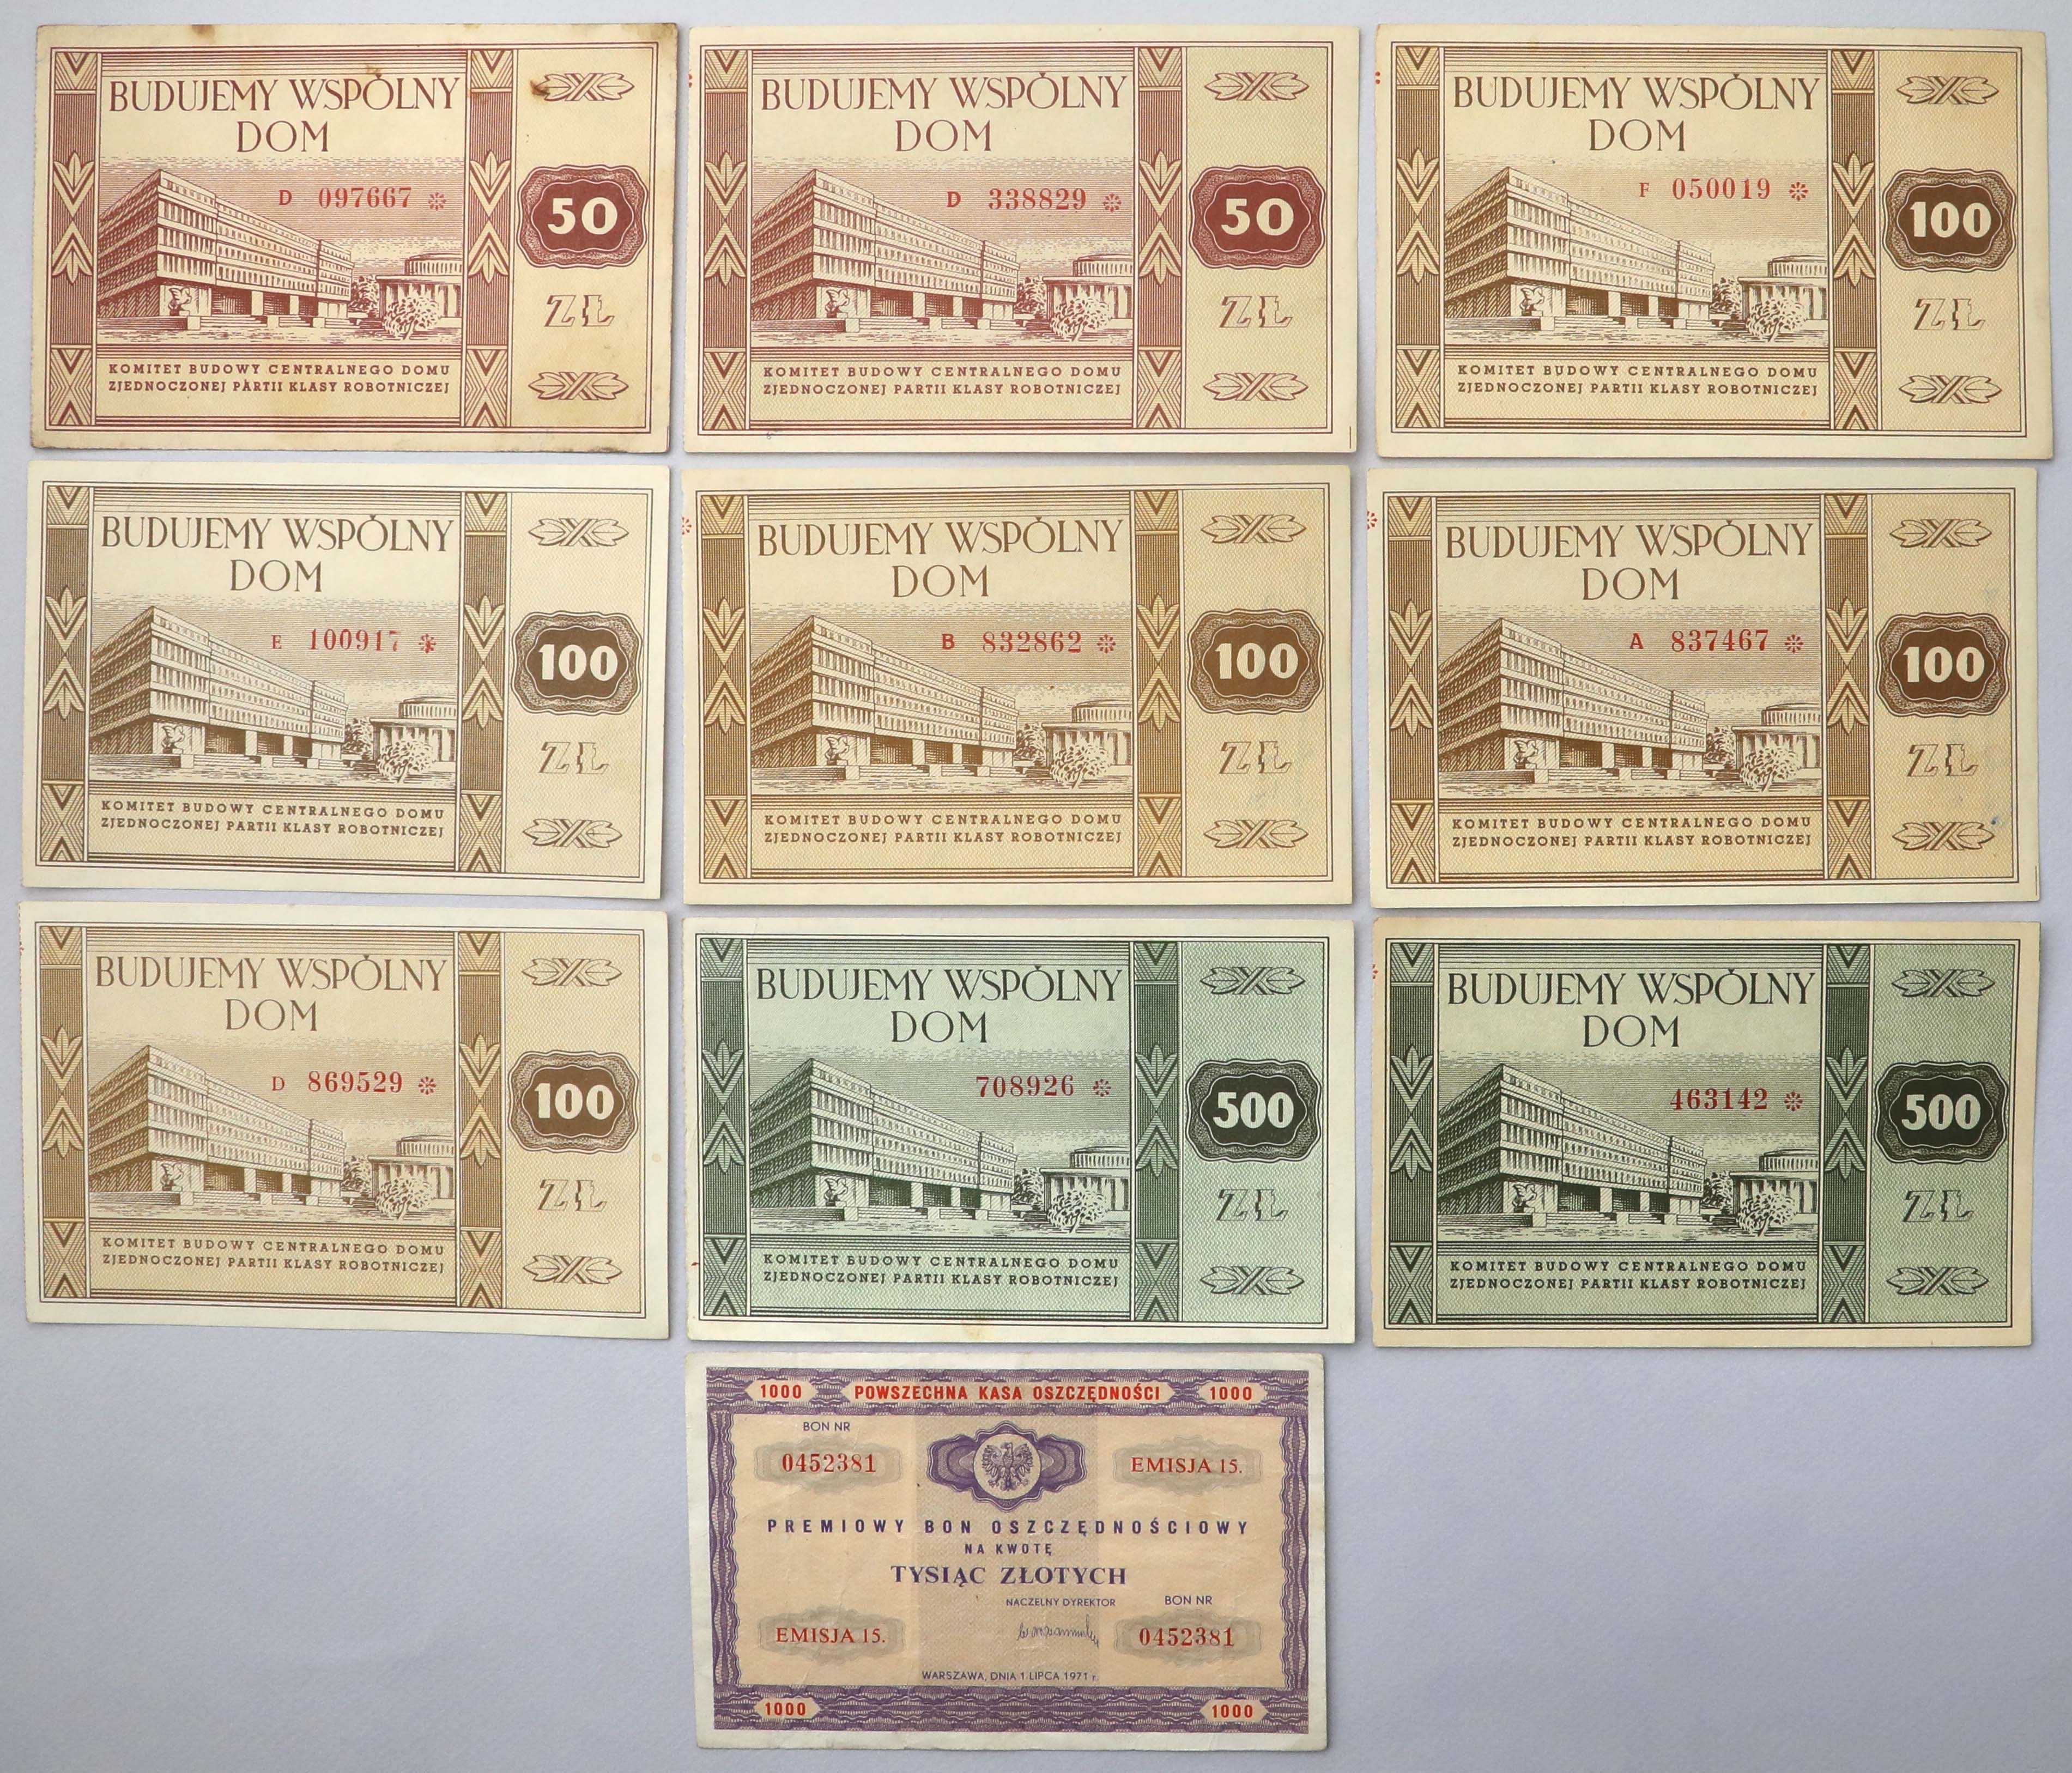 BUDUJEMY WSPÓLNY
DOM
D 097667
50
ZŁ
KOMITET BUDOWY CENTRALNEGO DOMU
ZJEDNOCZONEJ PARTII KLASY ROBOTNICZEJ
BUDUJEMY WSPÓLNY
DOM
D 338829
50
ZŁ
KOMITET BUDOWY CENTRALNEGO DOMU
ZJEDNOCZONEJ PARTII KLASY ROBOTNICZEJ
BUDUJEMY WSPÓLNY
DOM
F 050019
100
ZŁ
KOMITET BUDOWY CENTRALNEGO DOMU
ZJEDNOCZONEJ PARTII KLASY ROBOTNICZEJ
BUDUJEMY WSPÓLNY
DOM
E 100917
100
ZŁ
KOMITET BUDOWY CENTRALNEGO DOMU
ZJEDNOCZONEJ PARTII KLASY ROBOTNICZEJ
BUDUJEMY WSPÓLNY
DOM
B 832862
100
ZŁ
KOMITET BUDOWY CENTRALNEGO DOMU
ZJEDNOCZONEJ PARTII KLASY ROBOTNICZEJ
BUDUJEMY WSPÓLNY
DOM
A 837467
100
ZŁ
KOMITET BUDOWY CENTRALNEGO DOMU
ZJEDNOCZONEJ PARTII KLASY ROBOTNICZEJ
BUDUJEMY WSPÓLNY
DOM
D 869529
100
ZŁ
KOMITET BUDOWY CENTRALNEGO DOMU
ZJEDNOCZONEJ PARTII KLASY ROBOTNICZEJ
BUDUJEMY WSPÓLNY
DOM
708926
500
ZŁ
KOMITET BUDOWY CENTRALNEGO DOMU
ZJEDNOCZONEJ PARTII KLASY ROBOTNICZEJ
BUDUJEMY WSPÓLNY
DOM
463142
500
ZŁ
KOMITET BUDOWY CENTRALNEGO DOMU
ZJEDNOCZONEJ PARTII KLASY ROBOTNICZEJ
1000 POWSZECHNA KASA OSZCZĘDNOŚCI 1000
BON NR
0452381 EMISJA 15.
PREMIOWY BON OSZCZĘDNOŚCIOWY
NA KWOTĘ
TYSIĄC ZŁOTYCH
NACZELNY DYREKTOR BON NR
EMISJA 15. 0452381
WARSZAWA, DNIA 1 LIPCA 1971 r.
1000 1000